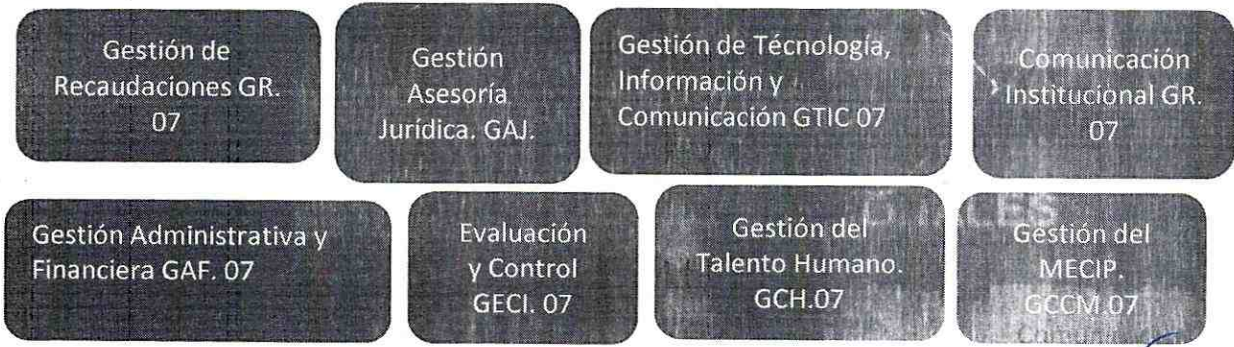 Gestión de
Recaudaciones GR.
07
Gestión
Asesoría
Jurídica. GAJ.
Gestión de Técnología,
Información y
Comunicación GTIC 07
Comunicación
Institucional GR.
07
Gestión Administrativa y
Financiera GAF. 07
Evaluación
y Control
GECI. 07
Gestión del
Talento Humano.
GCH.07
Gestión del
MECIP.
GCCM.07